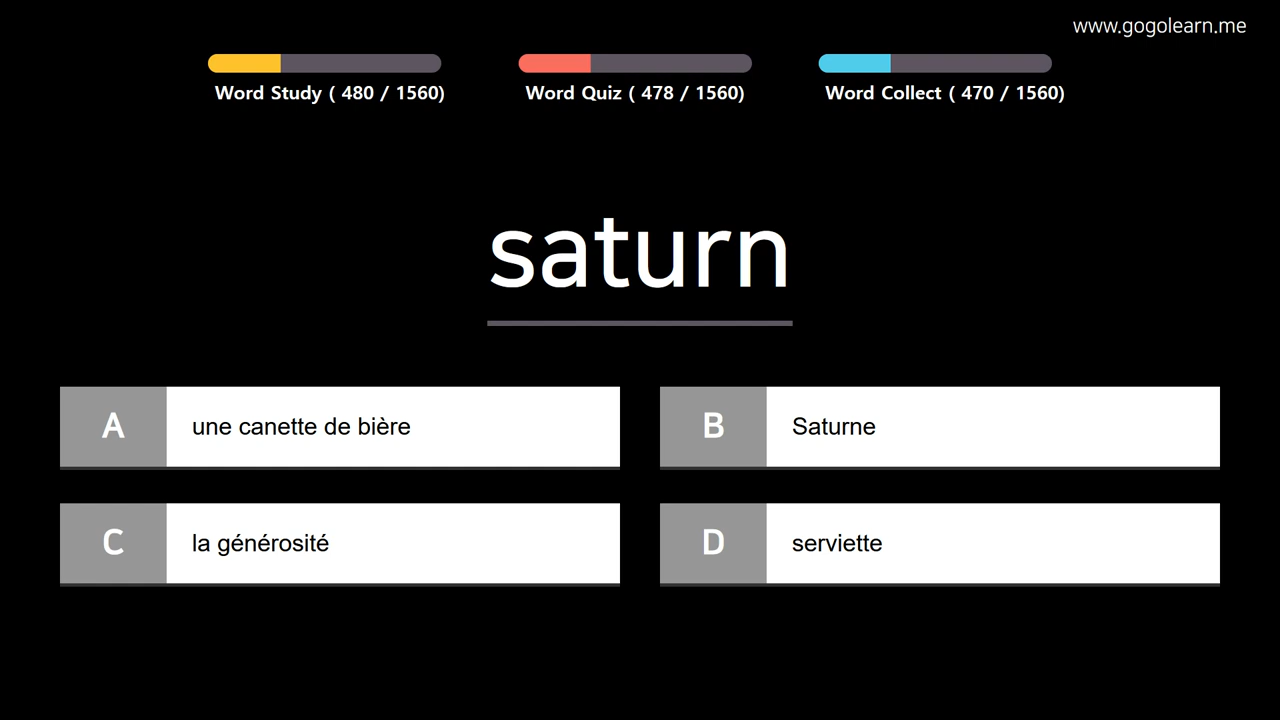 www.gogolearn.me
Word Study ( 480 / 1560)
Word Quiz ( 478 / 1560)
Word Collect ( 470 / 1560)
saturn
A
une canette de bière
B
Saturne
C
la générosité
D
serviette